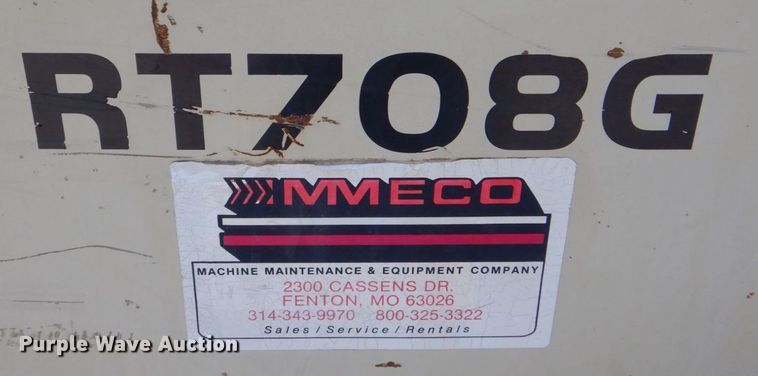 RT708G
MMECO
MACHINE MAINTENANCE & EQUIPMENT COMPANY
2300 CASSENS DR.
FENTON, MO 63026
314-343-9970 800-325-3322
Sales / Service / Rentals
Purple Wave Auction